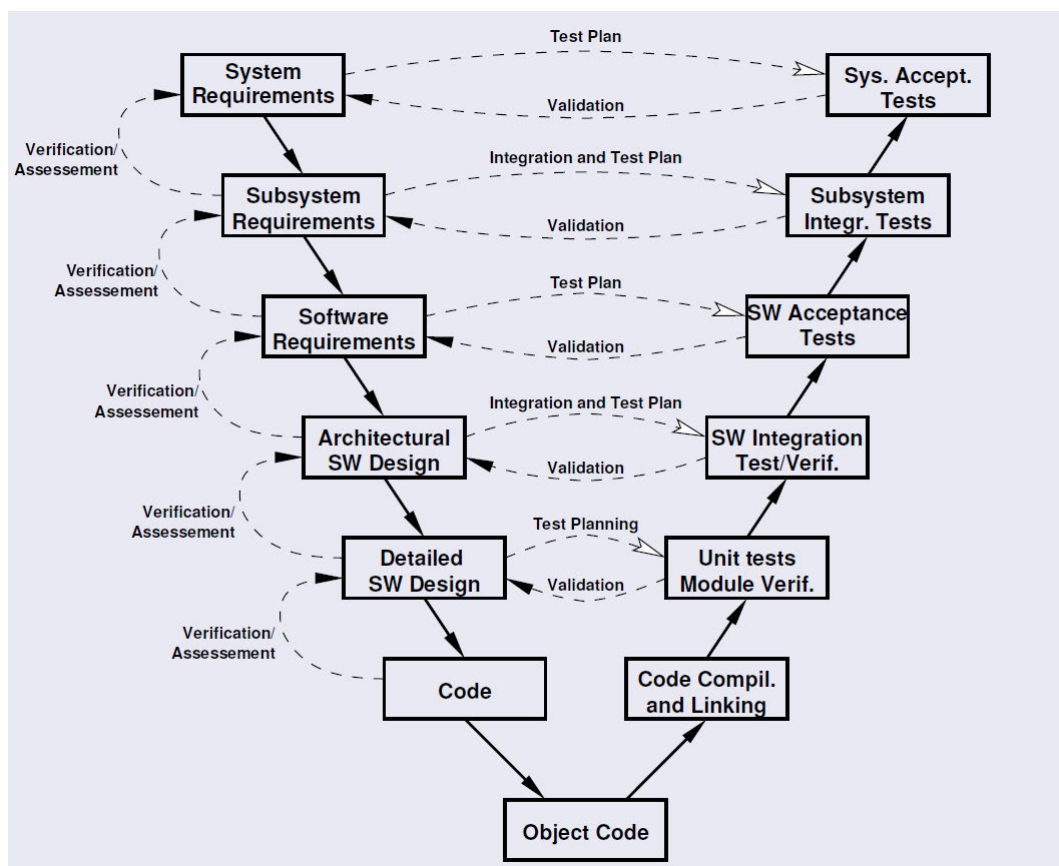 Test Plan
System
Requirements
Sys. Accept.
Tests
Validation
Verification/
Assessement
Integration and Test Plan
Subsystem
Requirements
Subsystem
Integr. Tests
Validation
Verification/
Assessement
Test Plan
Software
Requirements
SW Acceptance
Tests
Validation
Verification/
Assessement
Integration and Test Plan
Architectural
SW Design
SW Integration
Test/Verif.
Validation
Verification/
Assessement
Test Planning
Detailed
SW Design
Unit tests
Module Verif.
Validation
Verification/
Assessement
Code
Code Compil.
and Linking
Object Code